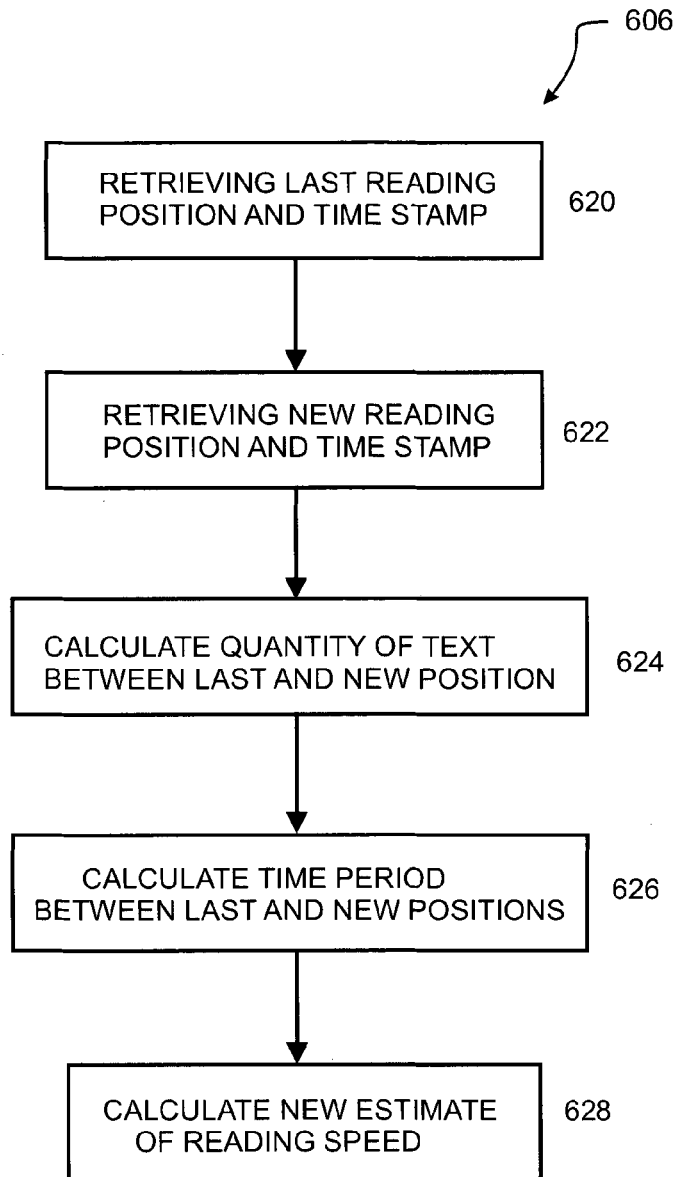 606
RETRIEVING LAST READING
POSITION AND TIME STAMP
620
RETRIEVING NEW READING
POSITION AND TIME STAMP
622
CALCULATE QUANTITY OF TEXT
BETWEEN LAST AND NEW POSITION
624
CALCULATE TIME PERIOD
BETWEEN LAST AND NEW POSITIONS
626
CALCULATE NEW ESTIMATE
OF READING SPEED
628